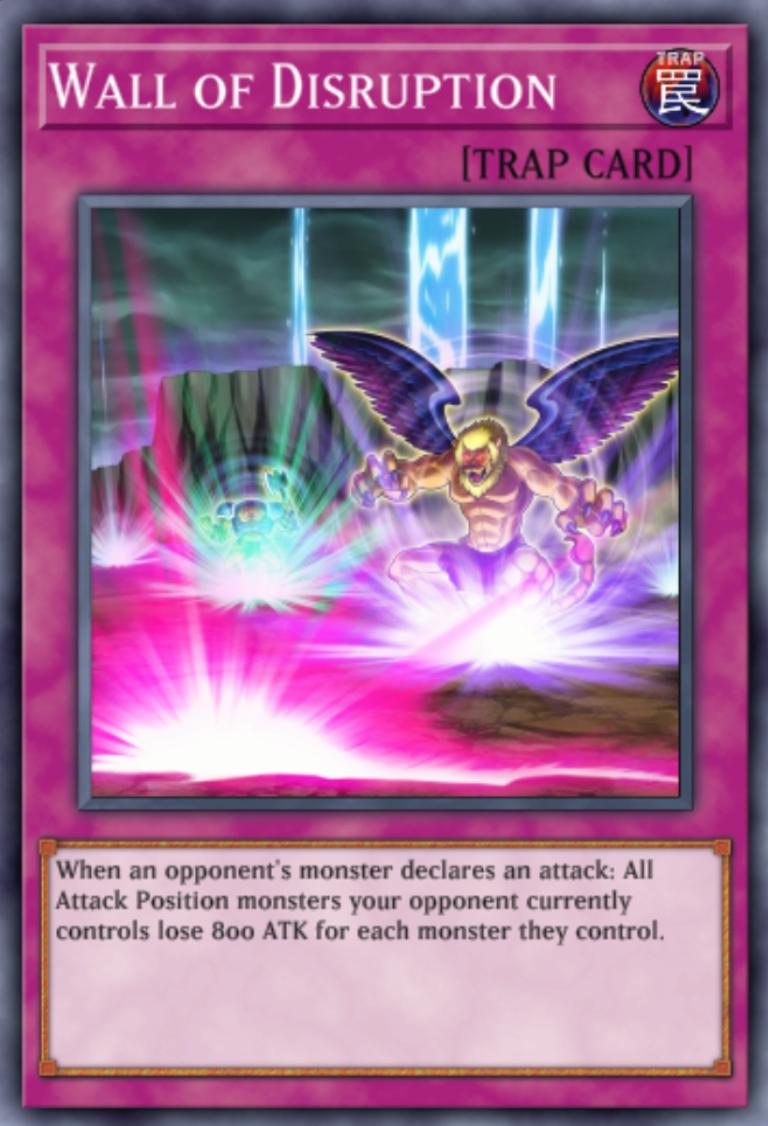 WALL OF DISRUPTION
TRAP
罠
[TRAP CARD]
When an opponent's monster declares an attack: All
Attack Position monsters your opponent currently
controls lose 800 ATK for each monster they control.